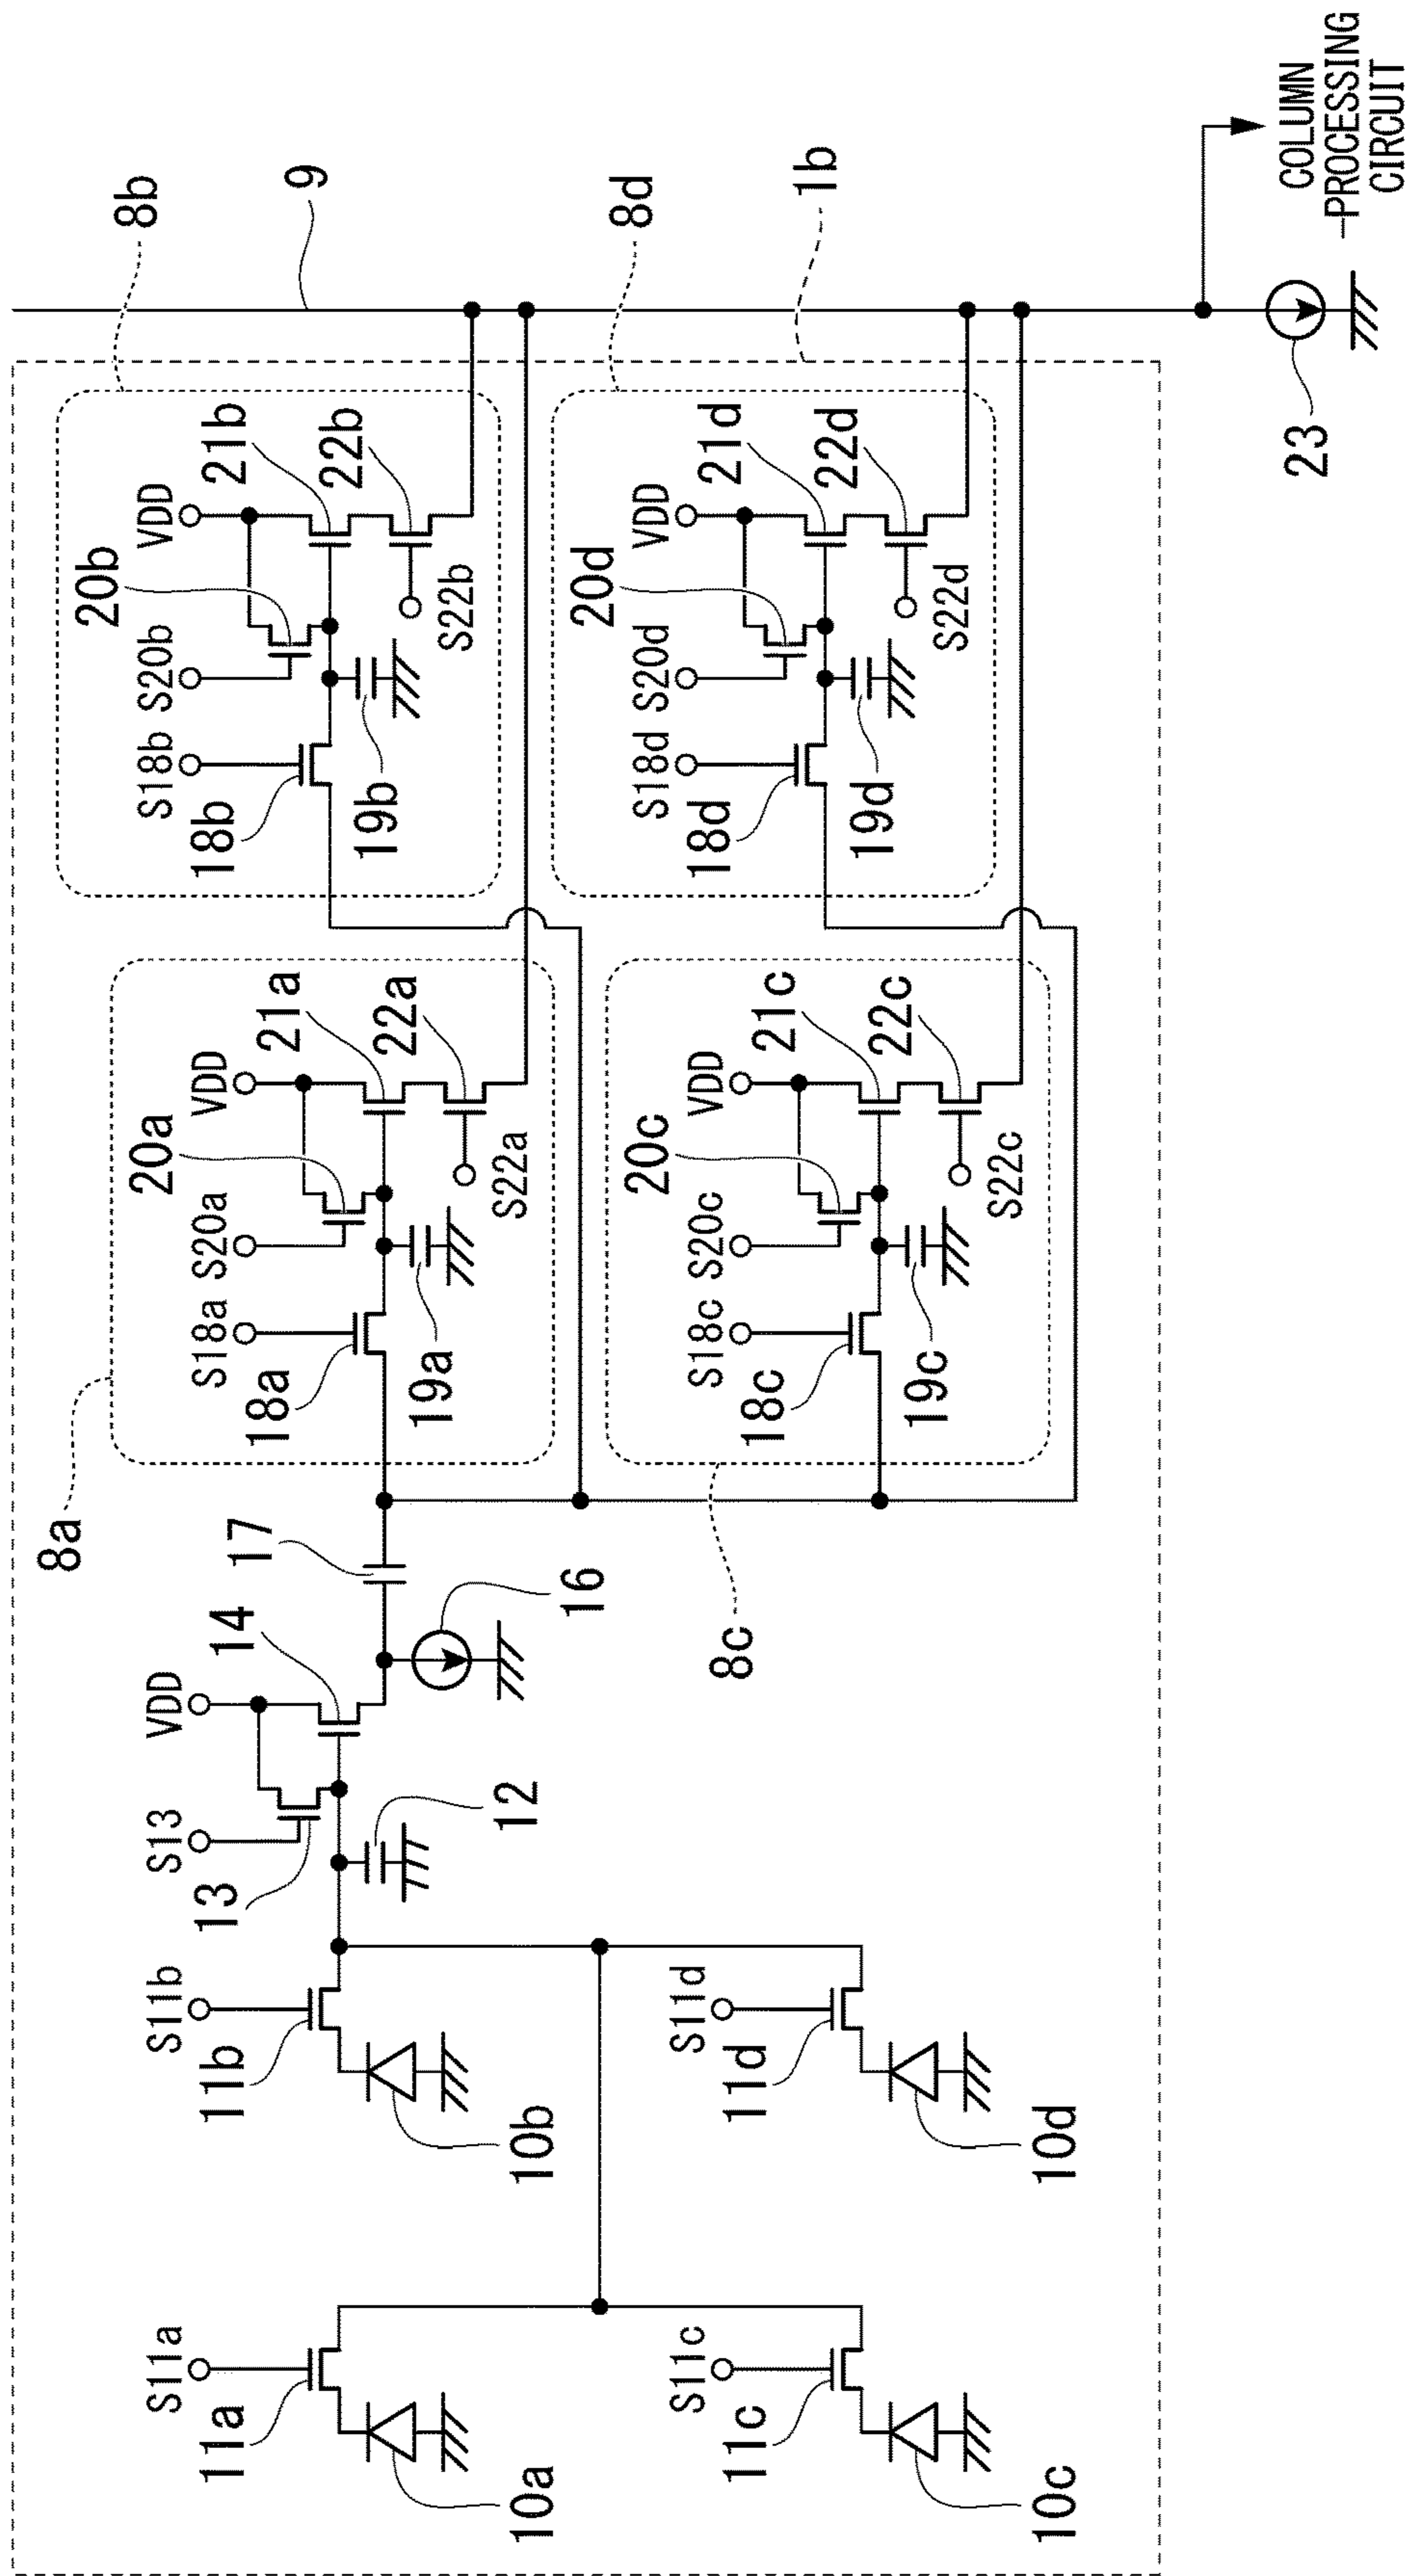 8a
8b
9
S11a
11a
10a
S11b
11b
10b
S13
13
VDD
14
12
16
17
S18a
18a
19a
S20a
20a
VDD
21a
22a
S22a
S18b
18b
19b
S20b
20b
VDD
21b
22b
S22b
S11c
11c
10c
S11d
11d
10d
8c
S18c
18c
19c
S20c
20c
VDD
21c
22c
S22c
8d
S18d
18d
19d
S20d
20d
VDD
21d
22d
S22d
1b
23
COLUMN
PROCESSING
CIRCUIT